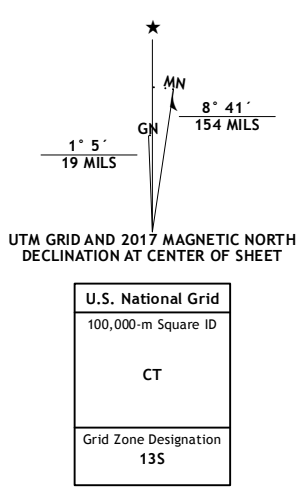 ★
MN
GN
8° 41´
154 MILS
1° 5´
19 MILS
UTM GRID AND 2017 MAGNETIC NORTH
DECLINATION AT CENTER OF SHEET
U.S. National Grid
100,000-m Square ID
CT
Grid Zone Designation
13S